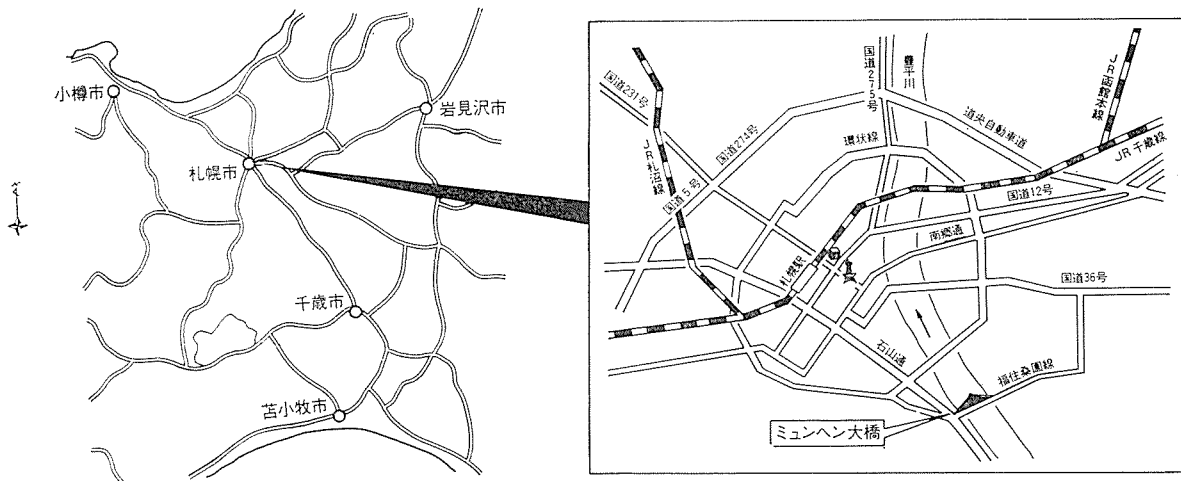 小樽市
岩見沢市
札幌市
千歳市
苫小牧市
国道231号
国道274号
国道275号
豊平川
道央自動車道
JR函館本線
環状線
JR千歳線
JR札沼線
国道5号
国道12号
南郷通
札幌駅
国道36号
石山通
福住桑園線
ミュンヘン大橋